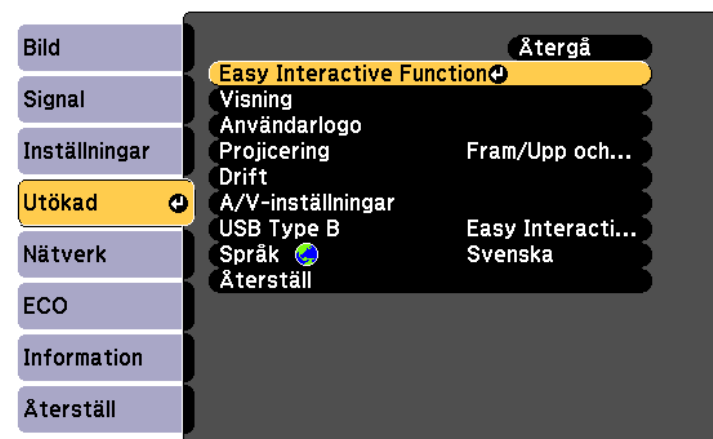 Bild
Signal
Inställningar
Utökad
Nätverk
ECO
Information
Återställ
Återgå
Easy Interactive Function
Visning
Användarlogo
Projicering Fram/Upp och...
Drift
A/V-inställningar
USB Type B Easy Interacti...
Språk Svenska
Återställ